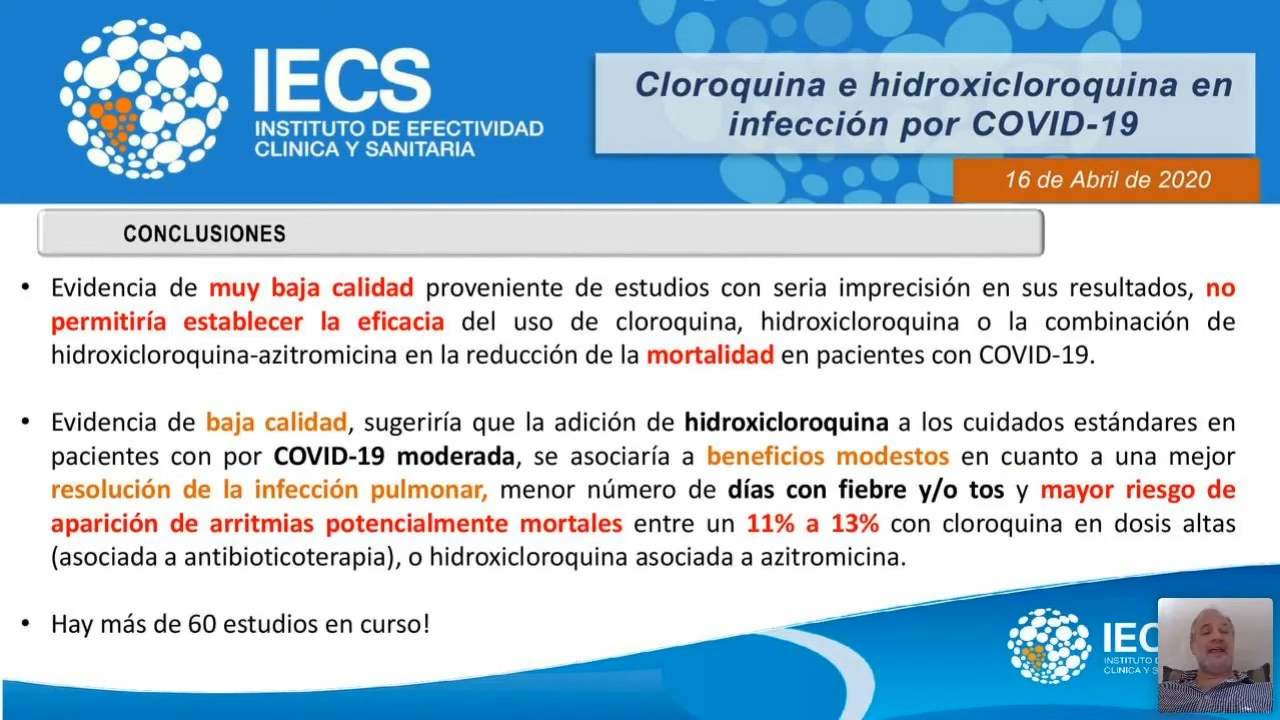 IECS
INSTITUTO DE EFECTIVIDAD
CLINICA Y SANITARIA
Cloroquina e hidroxicloroquina en
infección por COVID-19
16 de Abril de 2020
CONCLUSIONES
• Evidencia de muy baja calidad proveniente de estudios con seria imprecisión en sus resultados, no
permitiría establecer la eficacia del uso de cloroquina, hidroxicloroquina o la combinación de
hidroxicloroquina-azitromicina en la reducción de la mortalidad en pacientes con COVID-19.
• Evidencia de baja calidad, sugeriría que la adición de hidroxicloroquina a los cuidados estándares en
pacientes con por COVID-19 moderada, se asociaría a beneficios modestos en cuanto a una mejor
resolución de la infección pulmonar, menor número de días con fiebre y/o tos y mayor riesgo de
aparición de arritmias potencialmente mortales entre un 11% a 13% con cloroquina en dosis altas
(asociada a antibioticoterapia), o hidroxicloroquina asociada a azitromicina.
• Hay más de 60 estudios en curso!
IEC
INSTITUTO D
CLINICA Y S